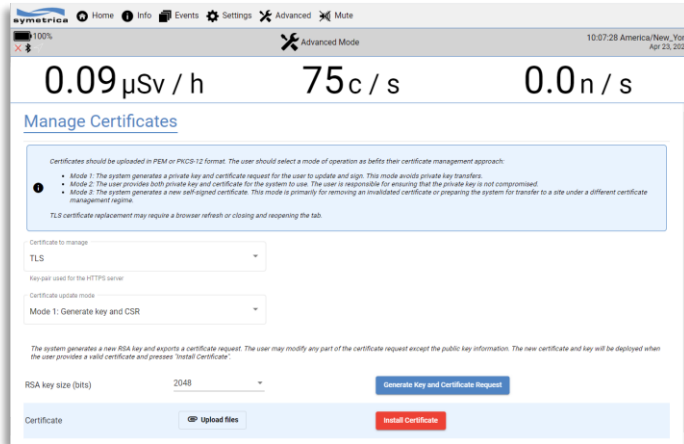 symetrica Home Info Events Settings Advanced Mute
100% Advanced Mode 10:07:28 America/New_Yor
Apr 23, 202
0.09 µSv / h 75 c / s 0.0 n / s
Manage Certificates
Certificates should be uploaded in PEM or PKCS-12 format. The user should select a mode of operation as befits their certificate management approach:
• Mode 1: The system generates a private key and certificate request for the user to update and sign. This mode avoids private key transfers.
• Mode 2: The user provides both private key and certificate for the system to use. The user is responsible for ensuring that the private key is not compromised.
• Mode 3: The system generates a new self-signed certificate. This mode is primarily for removing an invalidated certificate or preparing the system for transfer to a site under a different certificate
management regime.
TLS certificate replacement may require a browser refresh or closing and reopening the tab.
Certificate to manage
TLS
Key-pair used for the HTTPS server
Certificate update mode
Mode 1: Generate key and CSR
The system generates a new RSA key and exports a certificate request. The user may modify any part of the certificate request except the public key information. The new certificate and key will be deployed when
the user provides a valid certificate and presses "Install Certificate".
RSA key size (bits) 2048 Generate Key and Certificate Request
Certificate Upload files Install Certificate